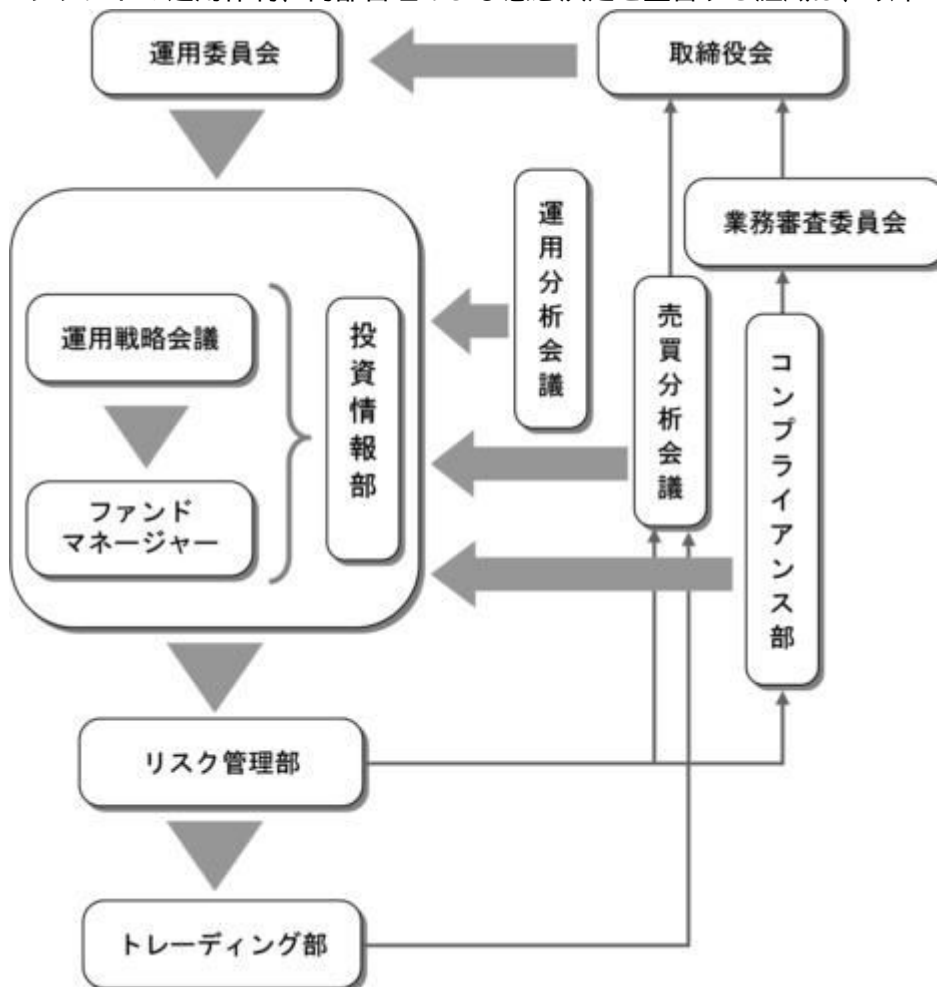 運用委員会
取締役会
運用分析会議
業務審査委員会
運用戦略会議
投資情報部
売買分析会議
コンプライアンス部
ファンド
マネージャー
リスク管理部
トレーディング部